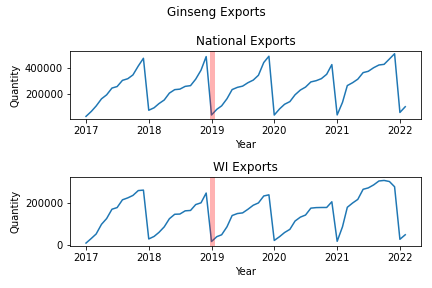 Ginseng Exports
National Exports
Quantity
400000
200000
2017 2018 2019 2020 2021 2022
Year
WI Exports
Quantity
200000
0
2017 2018 2019 2020 2021 2022
Year